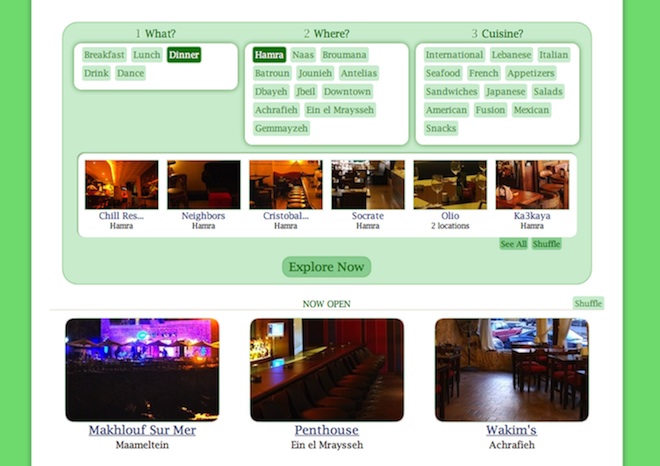 1 What?
Breakfast Lunch Dinner
Drink Dance
2 Where?
Hamra Naas Broumana
Batroun Jounieh Antelias
Dbayeh Jbeil Downtown
Achrafieh Ein el Mraysseh
Gemmayzeh
3 Cuisine?
International Lebanese Italian
Seafood French Appetizers
Sandwiches Japanese Salads
American Fusion Mexican
Snacks
Chill Res... Neighbors Cristobal... Socrate Olio Ka3kaya
Hamra Hamra Hamra Hamra 2 locations Hamra
See All Shuffle
Explore Now
NOW OPEN Shuffle
Makhlouf Sur Mer Penthouse Wakim's
Maameltein Ein el Mraysseh Achrafieh